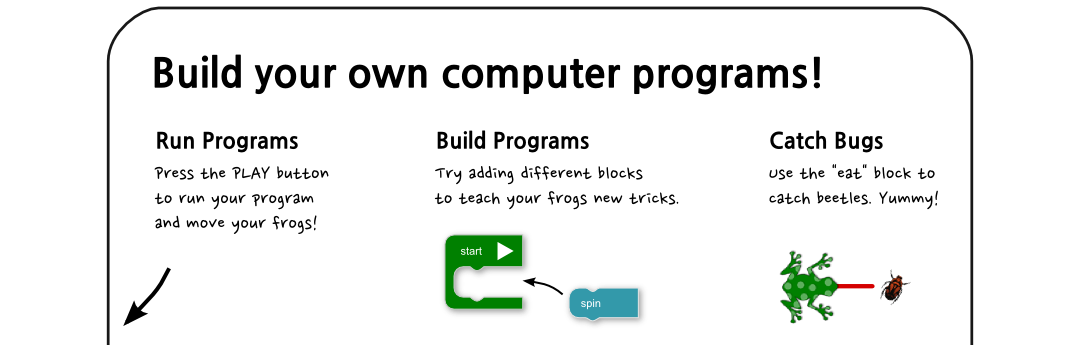 Build your own computer programs!
Run Programs
Press the PLAY button
to run your program
and move your frogs!
Build Programs
Try adding different blocks
to teach your frogs new tricks.
start
spin
Catch Bugs
Use the "eat" block to
catch beetles. Yummy!